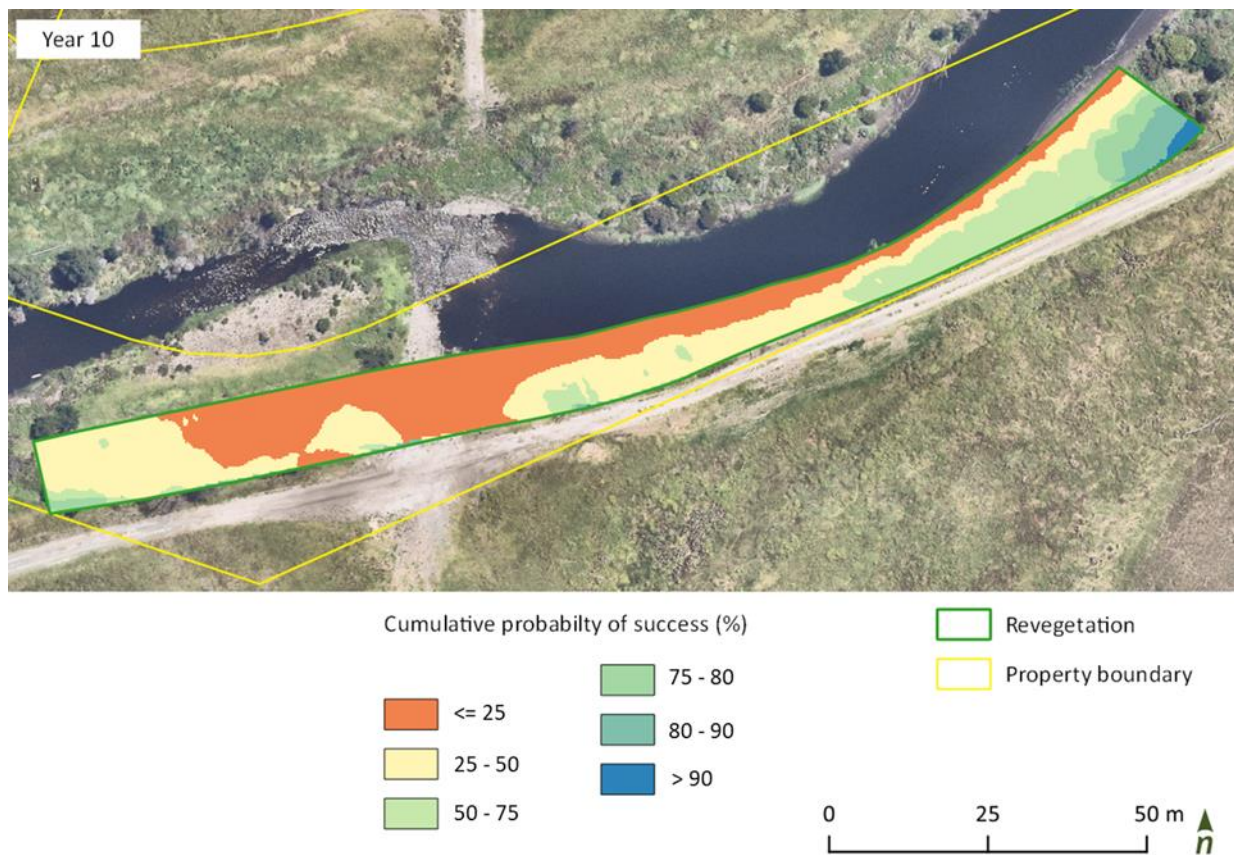 Year 10
Cumulative probabilty of success (%)
<= 25
25 - 50
50 - 75
75 - 80
80 - 90
> 90
Revegetation
Property boundary
0 25 50 m
n